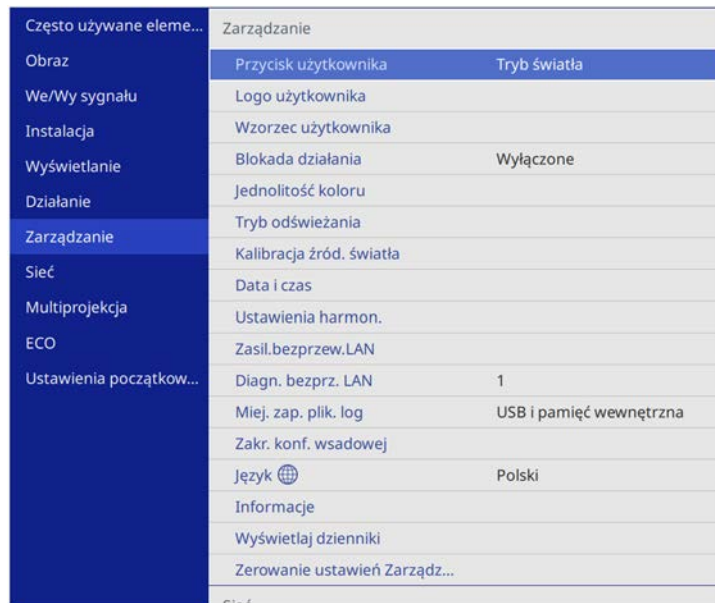 Często używane eleme...
Obraz
We/Wy sygnału
Instalacja
Wyświetlanie
Działanie
Zarządzanie
Sieć
Multiprojekcja
ECO
Ustawienia początkow...
Zarządzanie
Przycisk użytkownika Tryb światła
Logo użytkownika
Wzorzec użytkownika
Blokada działania Wyłączone
Jednolitość koloru
Tryb odświeżania
Kalibracja źród. światła
Data i czas
Ustawienia harmon.
Zasil.bezprzew.LAN
Diagn. bezprz. LAN 1
Miej. zap. plik. log USB i pamięć wewnętrzna
Zakr. konf. wsadowej
Język Polski
Informacje
Wyświetlaj dzienniki
Zerowanie ustawień Zarządz...